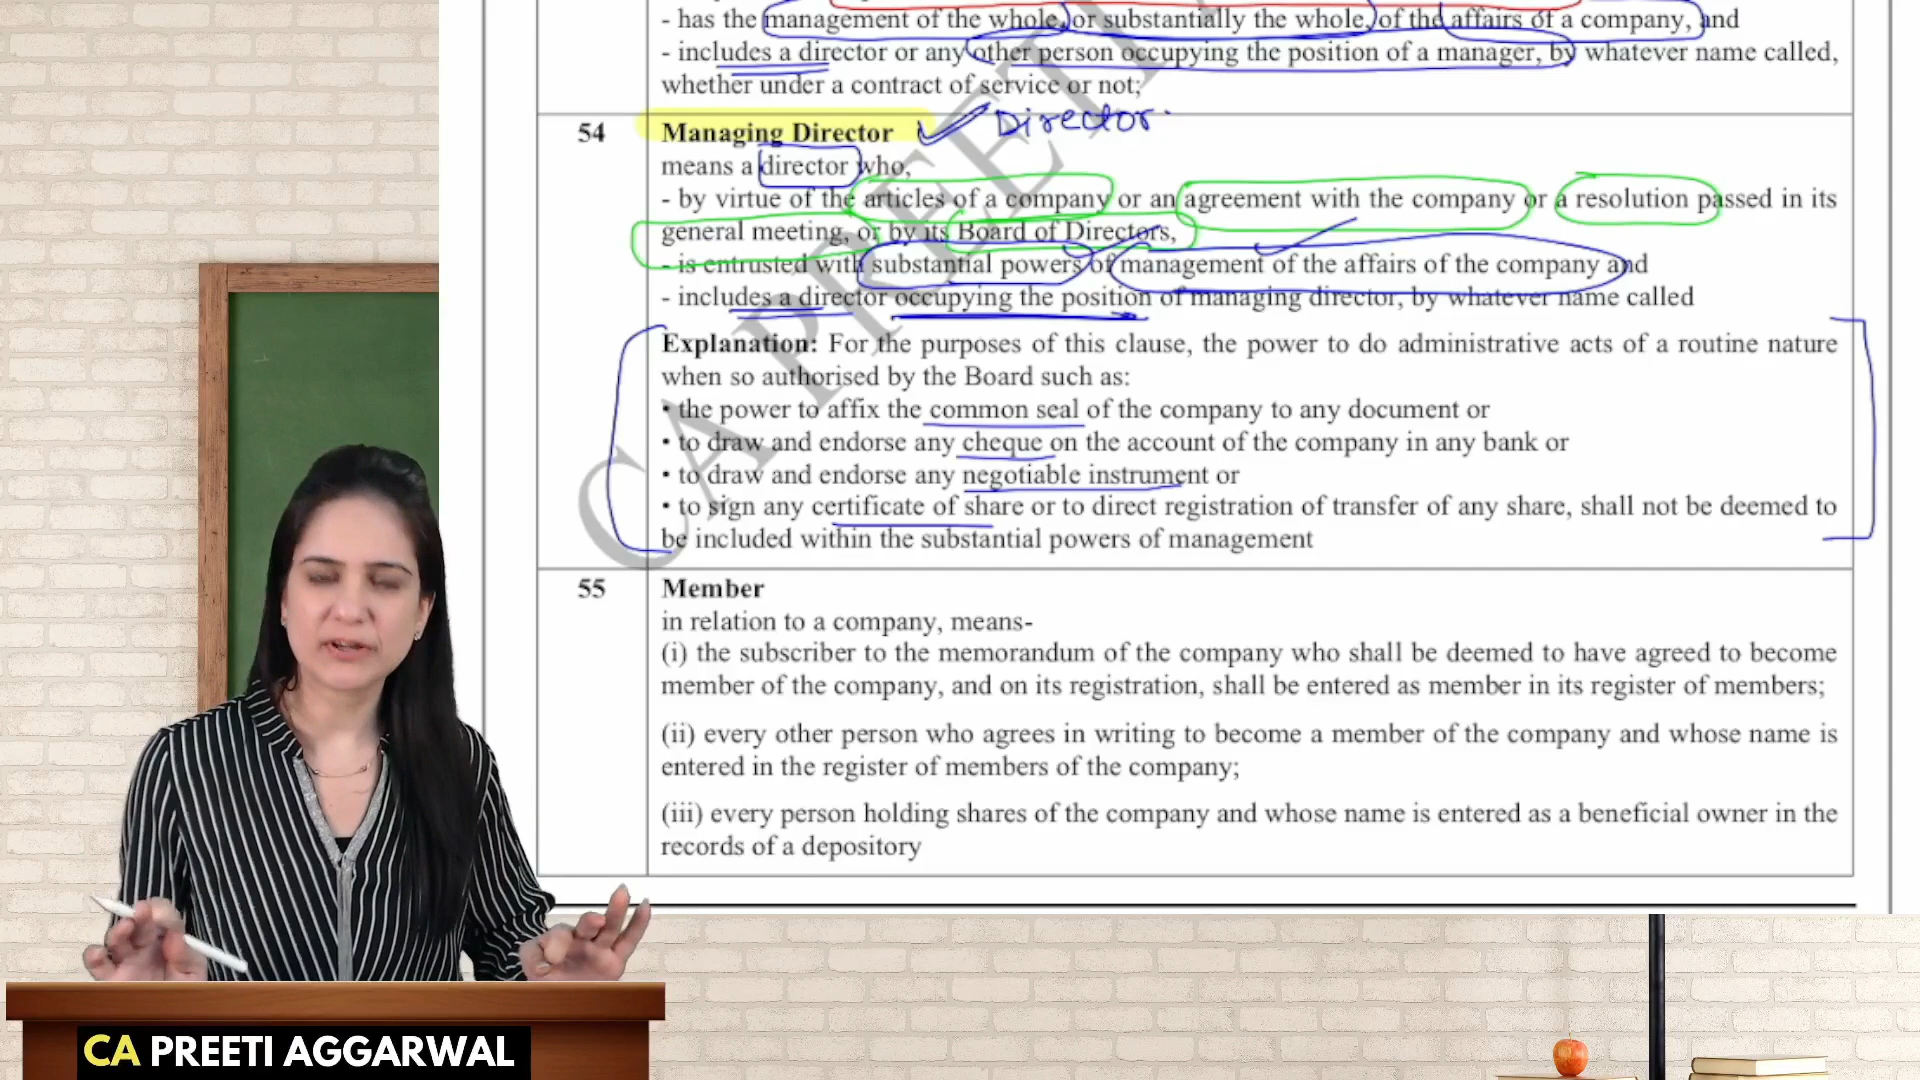 - has the management of the whole, or substantially the whole, of the affairs of a company, and
- includes a director or any other person occupying the position of a manager, by whatever name called,
whether under a contract of service or not;
54
Managing Director
Director.
means a director who,
- by virtue of the articles of a company or an agreement with the company or a resolution passed in its
general meeting, or by its Board of Directors,
- is entrusted with substantial powers of management of the affairs of the company and
- includes a director occupying the position of managing director, by whatever name called
Explanation: For the purposes of this clause, the power to do administrative acts of a routine nature
when so authorised by the Board such as:
• the power to affix the common seal of the company to any document or
• to draw and endorse any cheque on the account of the company in any bank or
• to draw and endorse any negotiable instrument or
• to sign any certificate of share or to direct registration of transfer of any share, shall not be deemed to
be included within the substantial powers of management
55
Member
in relation to a company, means-
(i) the subscriber to the memorandum of the company who shall be deemed to have agreed to become
member of the company, and on its registration, shall be entered as member in its register of members;
(ii) every other person who agrees in writing to become a member of the company and whose name is
entered in the register of members of the company;
(iii) every person holding shares of the company and whose name is entered as a beneficial owner in the
records of a depository
CA PREETI
CA PREETI AGGARWAL